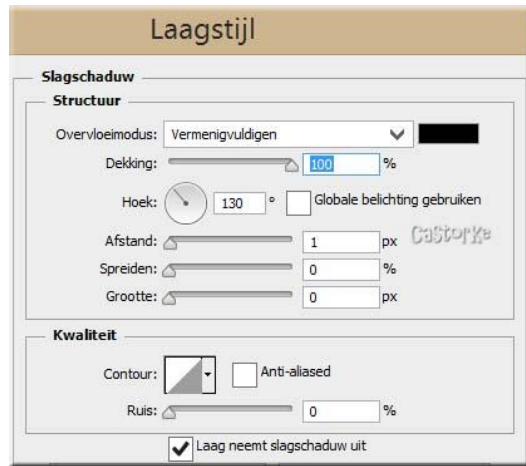 Laagstijl
Slagschaduw
Structuur
Overvloeimodus: Vermenigvuldigen
Dekking: 100 %
Hoek: 130 ° Globale belichting gebruiken
Afstand: 1 px
CaStorKe
Spreiden: 0 %
Grootte: 0 px
Kwaliteit
Contour: Anti-aliased
Ruis: 0 %
Laag neemt slagschaduw uit